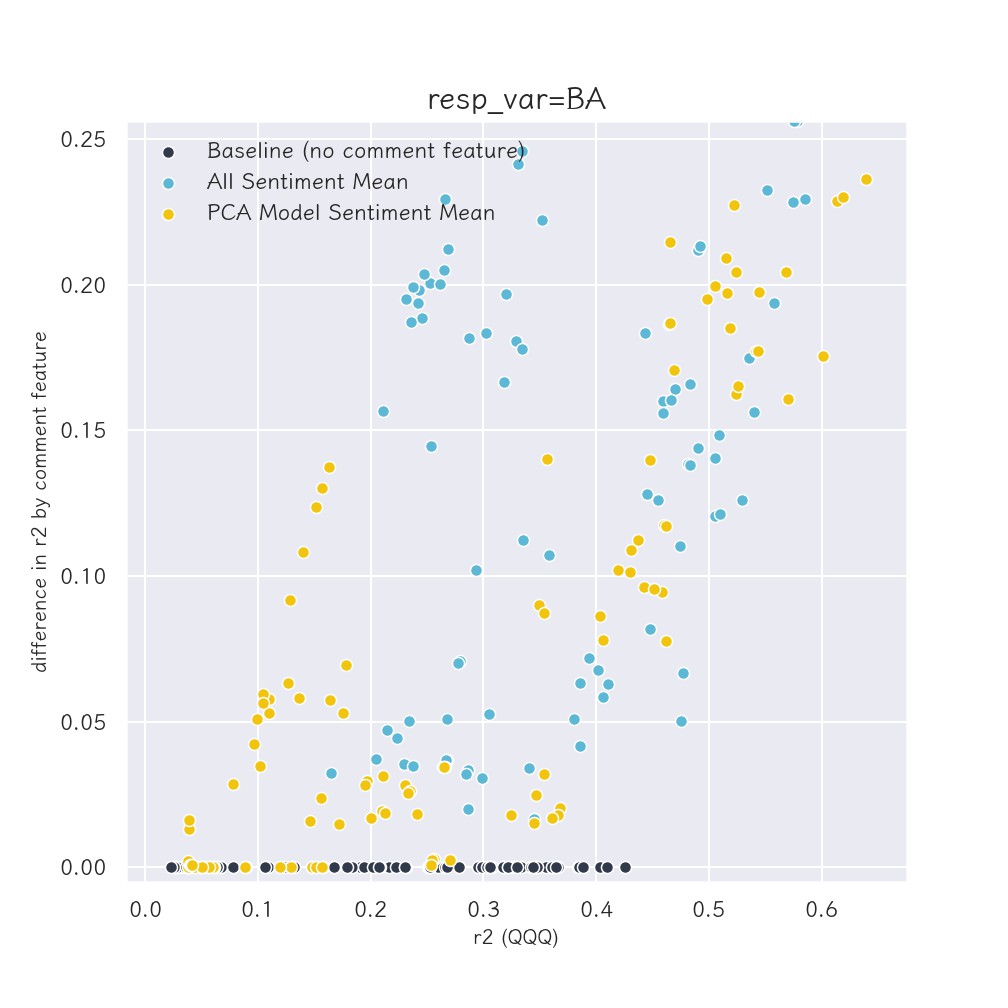 resp_var=BA
0.25
Baseline (no comment feature)
All Sentiment Mean
PCA Model Sentiment Mean
0.20
0.15
0.10
0.05
0.00
difference in r2 by comment feature
0.0 0.1 0.2 0.3 0.4 0.5 0.6
r2 (QQQ)